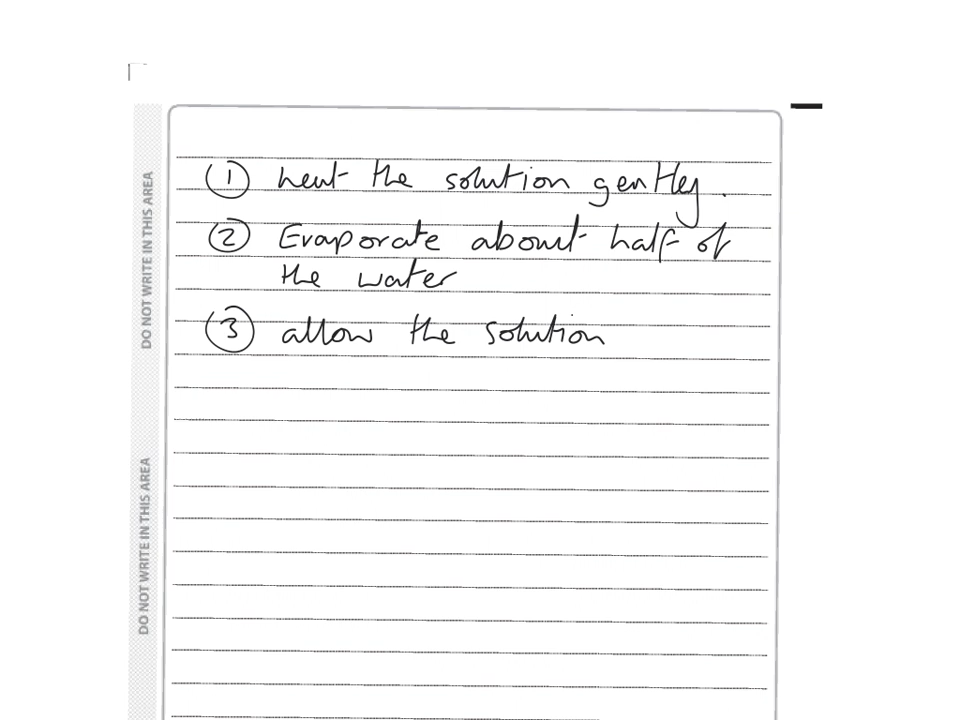 ① heat the solution gently.
② Evaporate about half of
the water
③ allow the solution
DO NOT WRITE IN THIS AREA
DO NOT WRITE IN THIS AREA